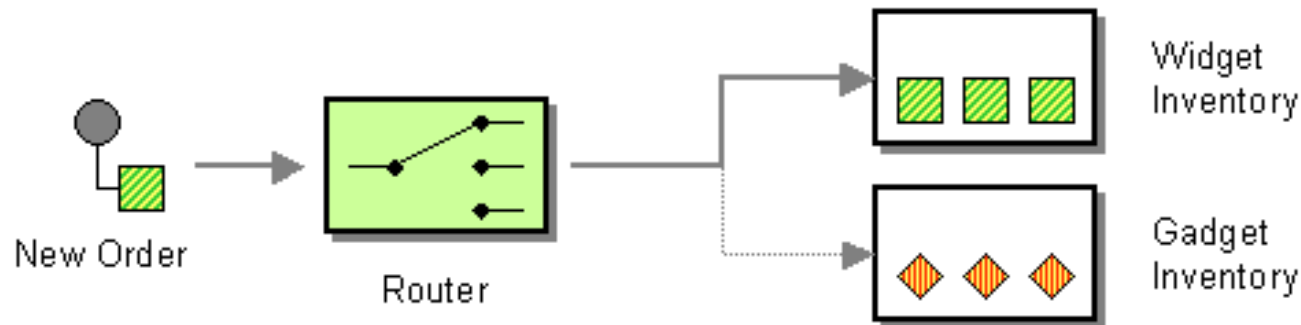 New Order
Router
Widget
Inventory
Gadget
Inventory